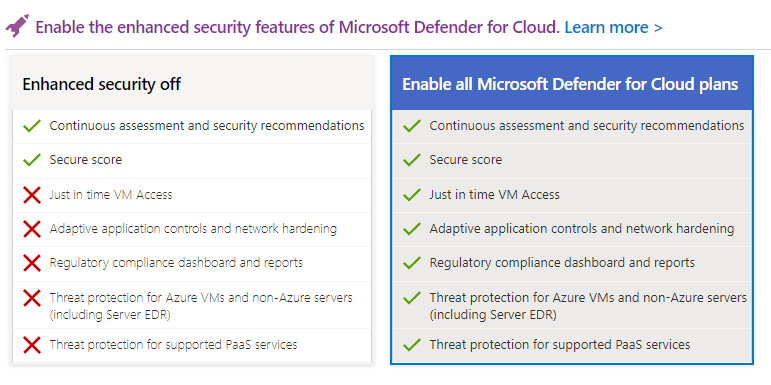 Enable the enhanced security features of Microsoft Defender for Cloud. Learn more >
Enhanced security off
Continuous assessment and security recommendations
Secure score
Just in time VM Access
Adaptive application controls and network hardening
Regulatory compliance dashboard and reports
Threat protection for Azure VMs and non-Azure servers
(including Server EDR)
Threat protection for supported PaaS services
Enable all Microsoft Defender for Cloud plans
Continuous assessment and security recommendations
Secure score
Just in time VM Access
Adaptive application controls and network hardening
Regulatory compliance dashboard and reports
Threat protection for Azure VMs and non-Azure servers
(including Server EDR)
Threat protection for supported PaaS services